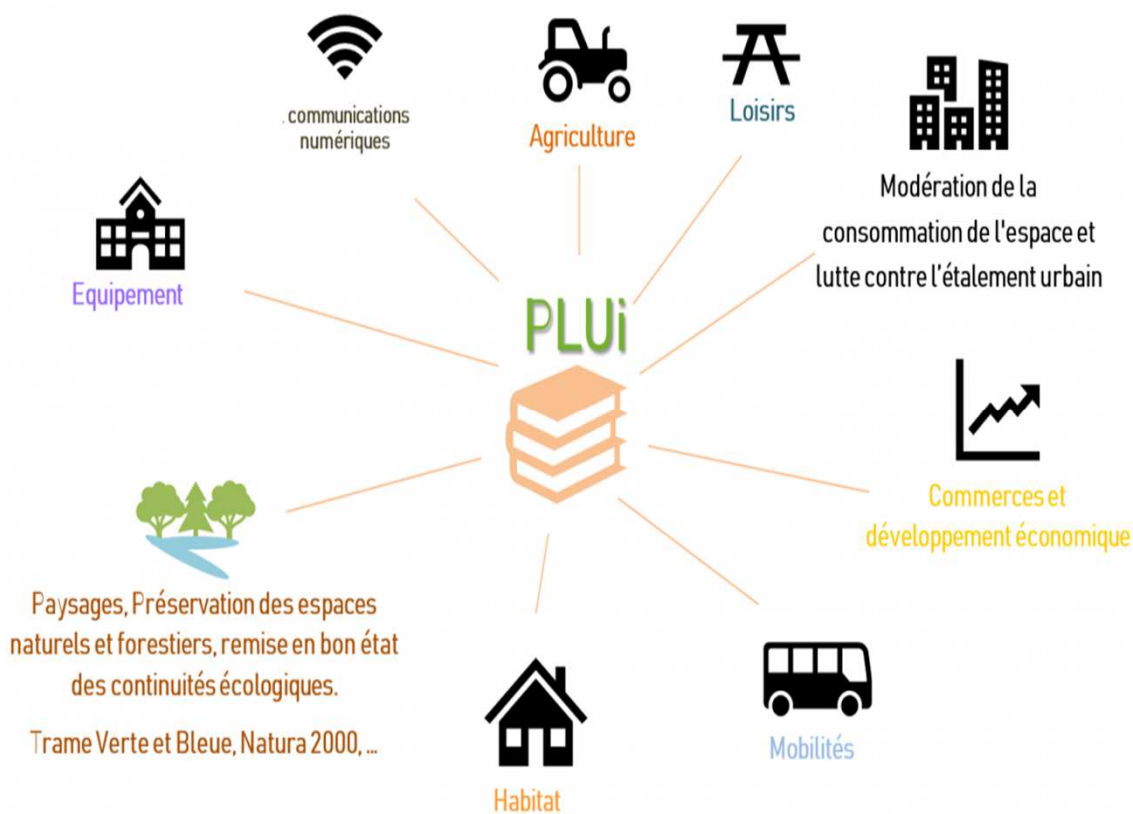 . communications
numériques
Agriculture
Loisirs
Modération de la
consommation de l'espace et
lutte contre l'étalement urbain
Equipement
PLUi
Commerces et
développement économique
Paysages, Préservation des espaces
naturels et forestiers, remise en bon état
des continuités écologiques.
Trame Verte et Bleue, Natura 2000, ...
Mobilités
Habitat